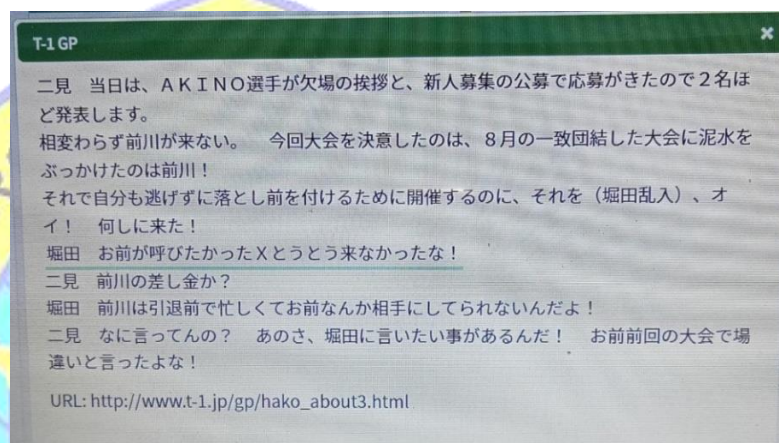 T-1 GP ×
二見　当日は、ＡＫＩＮＯ選手が欠場の挨拶と、新人募集の公募で応募がきたので２名ほ
ど発表します。
相変わらず前川が来ない。　今回大会を決意したのは、８月の一致団結した大会に泥水を
ぶっかけたのは前川！
それで自分も逃げずに落とし前を付けるために開催するのに、それを（堀田乱入）、オ
イ！　何しに来た！
堀田　お前が呼びたかったＸとうとう来なかったな！
二見　前川の差し金か？
堀田　前川は引退前で忙しくてお前なんか相手にしてられないんだよ！
二見　なに言ってんの？　あのさ、堀田に言いたい事があるんだ！　お前前回の大会で場
違いと言ったよな！
URL: http://www.t-1.jp/gp/hako_about3.html